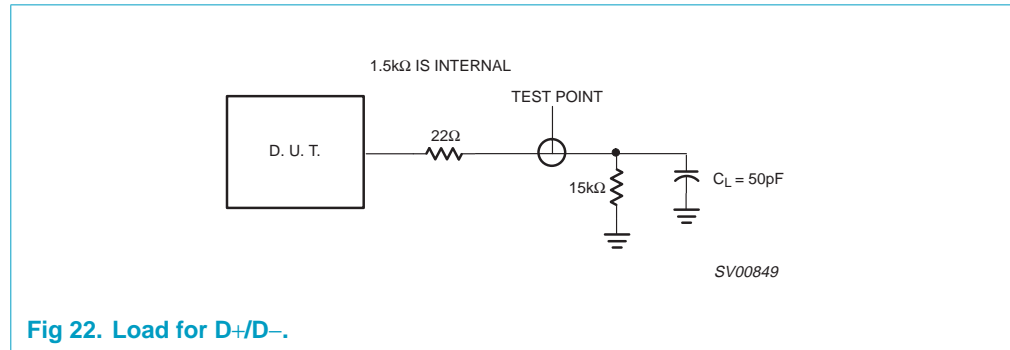 1.5kΩ IS INTERNAL
TEST POINT
22Ω
D. U. T.
15kΩ
C_L = 50pF
SV00849
Fig 22. Load for D+/D−.